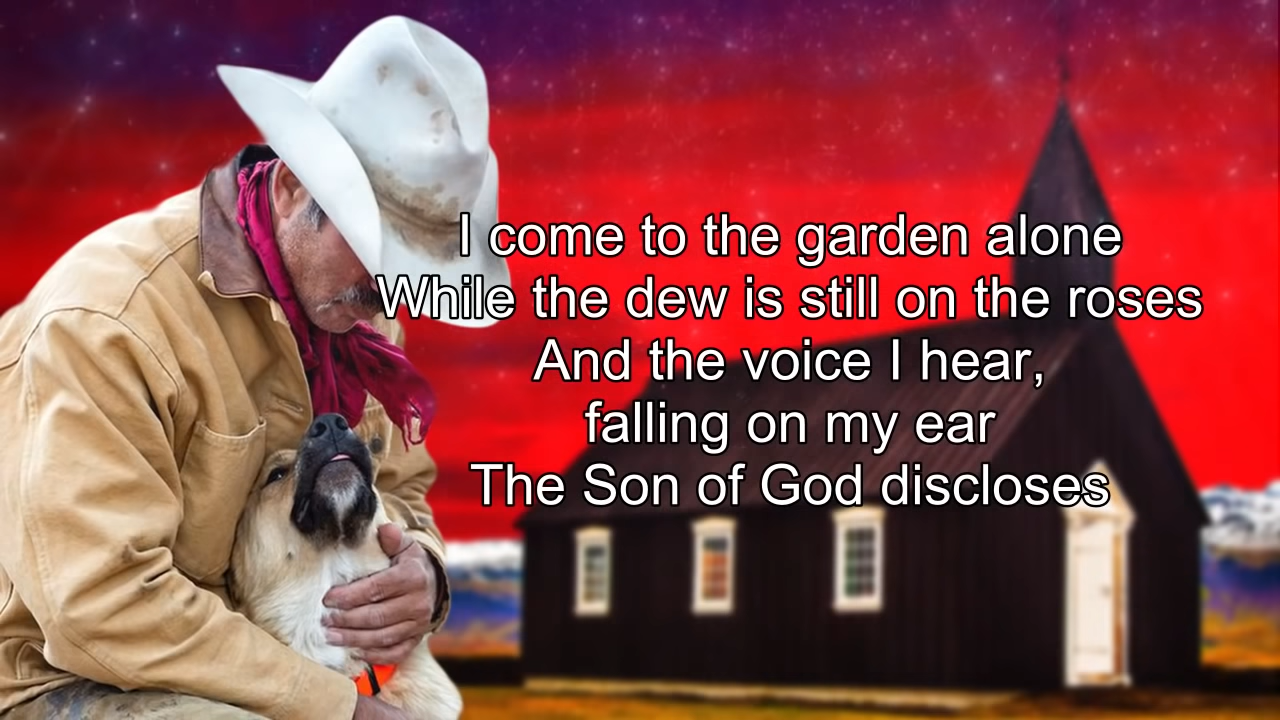 I come to the garden alone
While the dew is still on the roses
And the voice I hear,
falling on my ear
The Son of God discloses